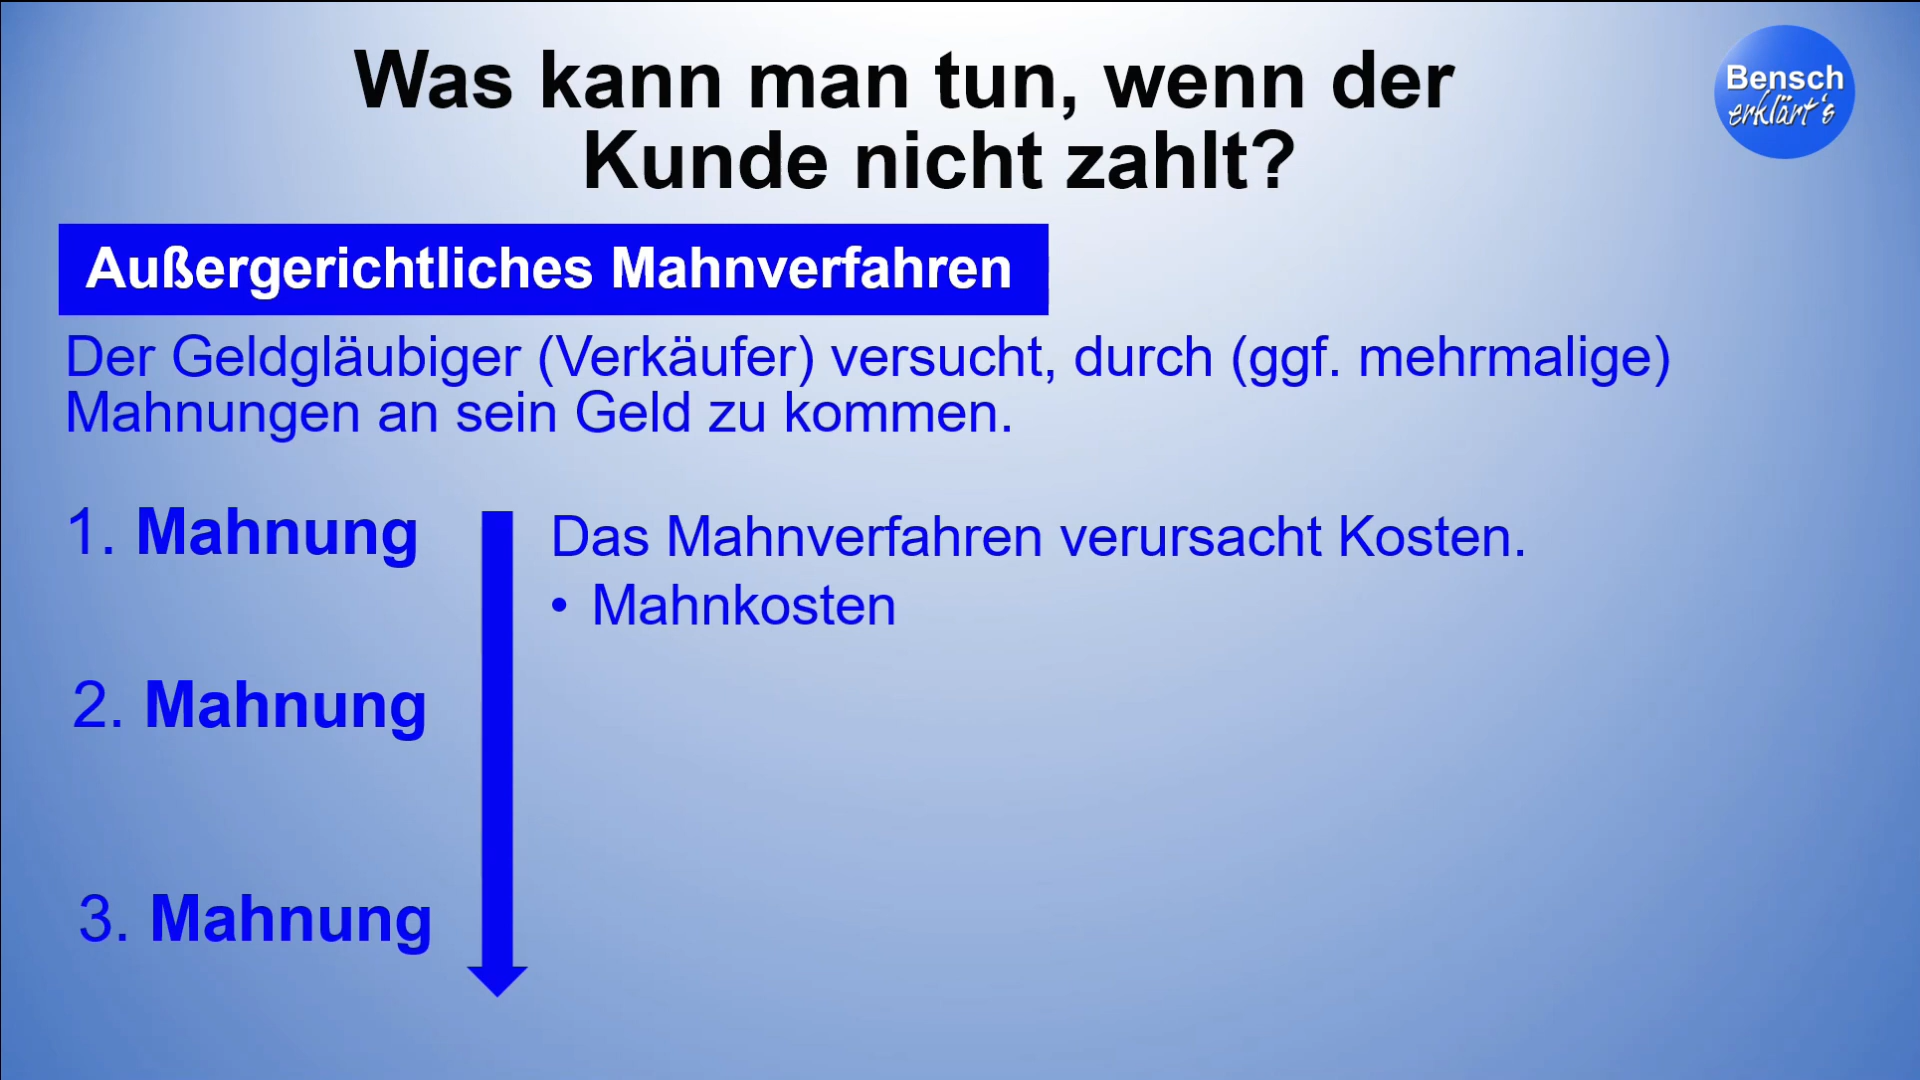 Was kann man tun, wenn der
Kunde nicht zahlt?
Bensch
erklärt's
Außergerichtliches Mahnverfahren
Der Geldgläubiger (Verkäufer) versucht, durch (ggf. mehrmalige)
Mahnungen an sein Geld zu kommen.
1. Mahnung
Das Mahnverfahren verursacht Kosten.
• Mahnkosten
2. Mahnung
3. Mahnung